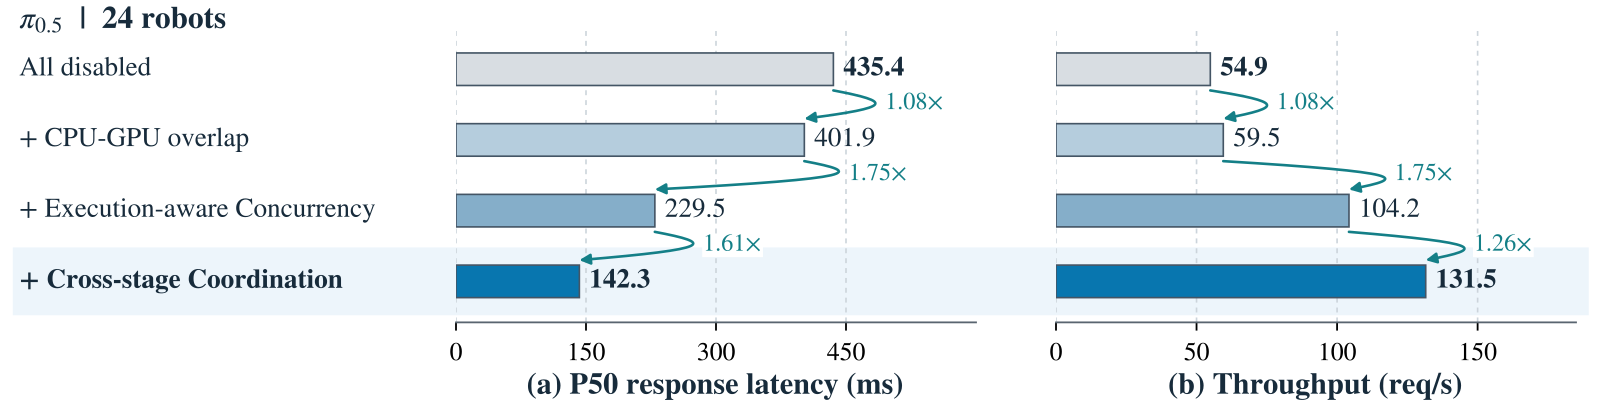 π0.5 | 24 robots
All disabled
435.4
1.08×
54.9
1.08×
+ CPU-GPU overlap
401.9
1.75×
59.5
1.75×
+ Execution-aware Concurrency
229.5
1.61×
104.2
1.26×
+ Cross-stage Coordination
142.3
131.5
0 150 300 450
0 50 100 150
(a) P50 response latency (ms)
(b) Throughput (req/s)